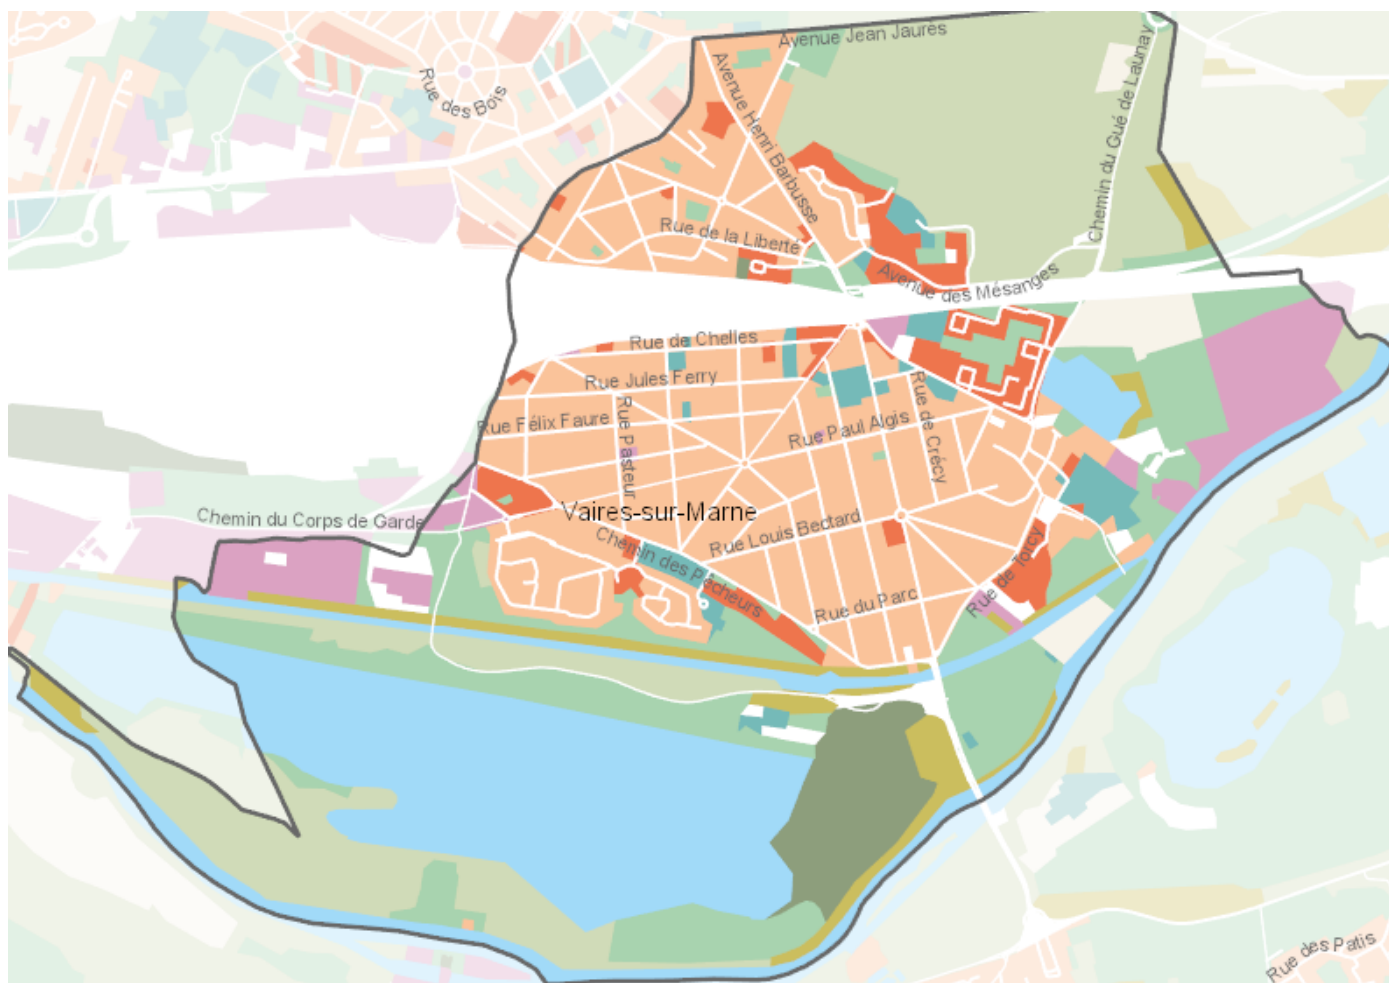 Avenue Jean Jaurès
Rue des Bois
Avenue Henri Barbusse
Chemin du Gué de Launay
Rue de la Liberté
Avenue des Mésanges
Rue de Chelles
Rue Jules Ferry
Rue Félix Faure
Rue Pasteur
Rue Paul Algis
Rue de Crécy
Vaires-sur-Marne
Chemin du Corps de Garde
Rue Louis Bectard
Chemin des Pêcheurs
Rue de Torcy
Rue du Parc
Rue des Patis